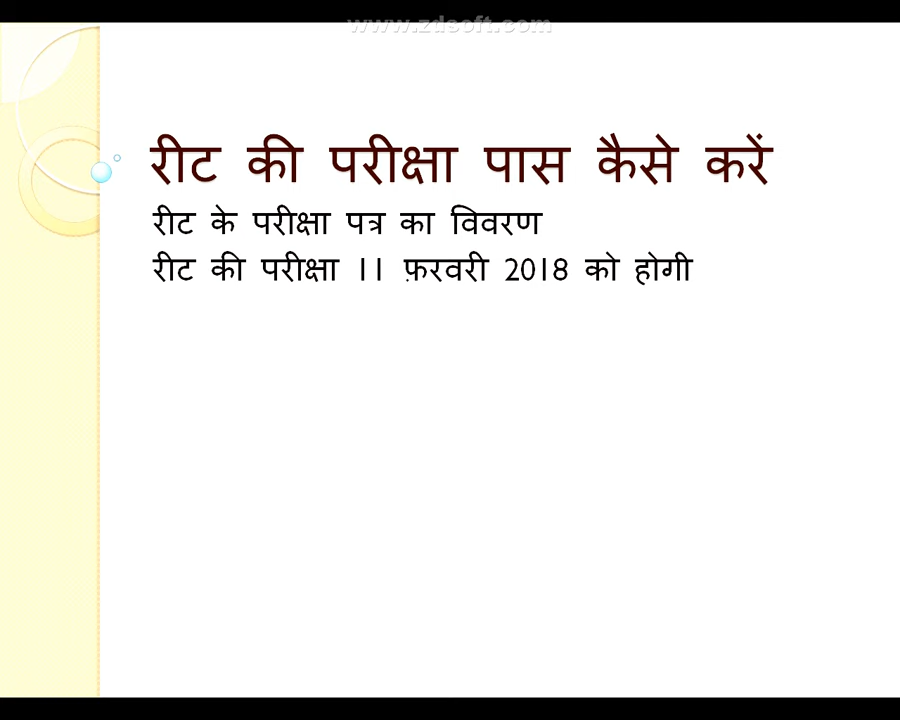 www.zdsoft.com
रीट की परीक्षा पास कैसे करें
रीट के परीक्षा पत्र का विवरण
रीट की परीक्षा 11 फ़रवरी 2018 को होगी